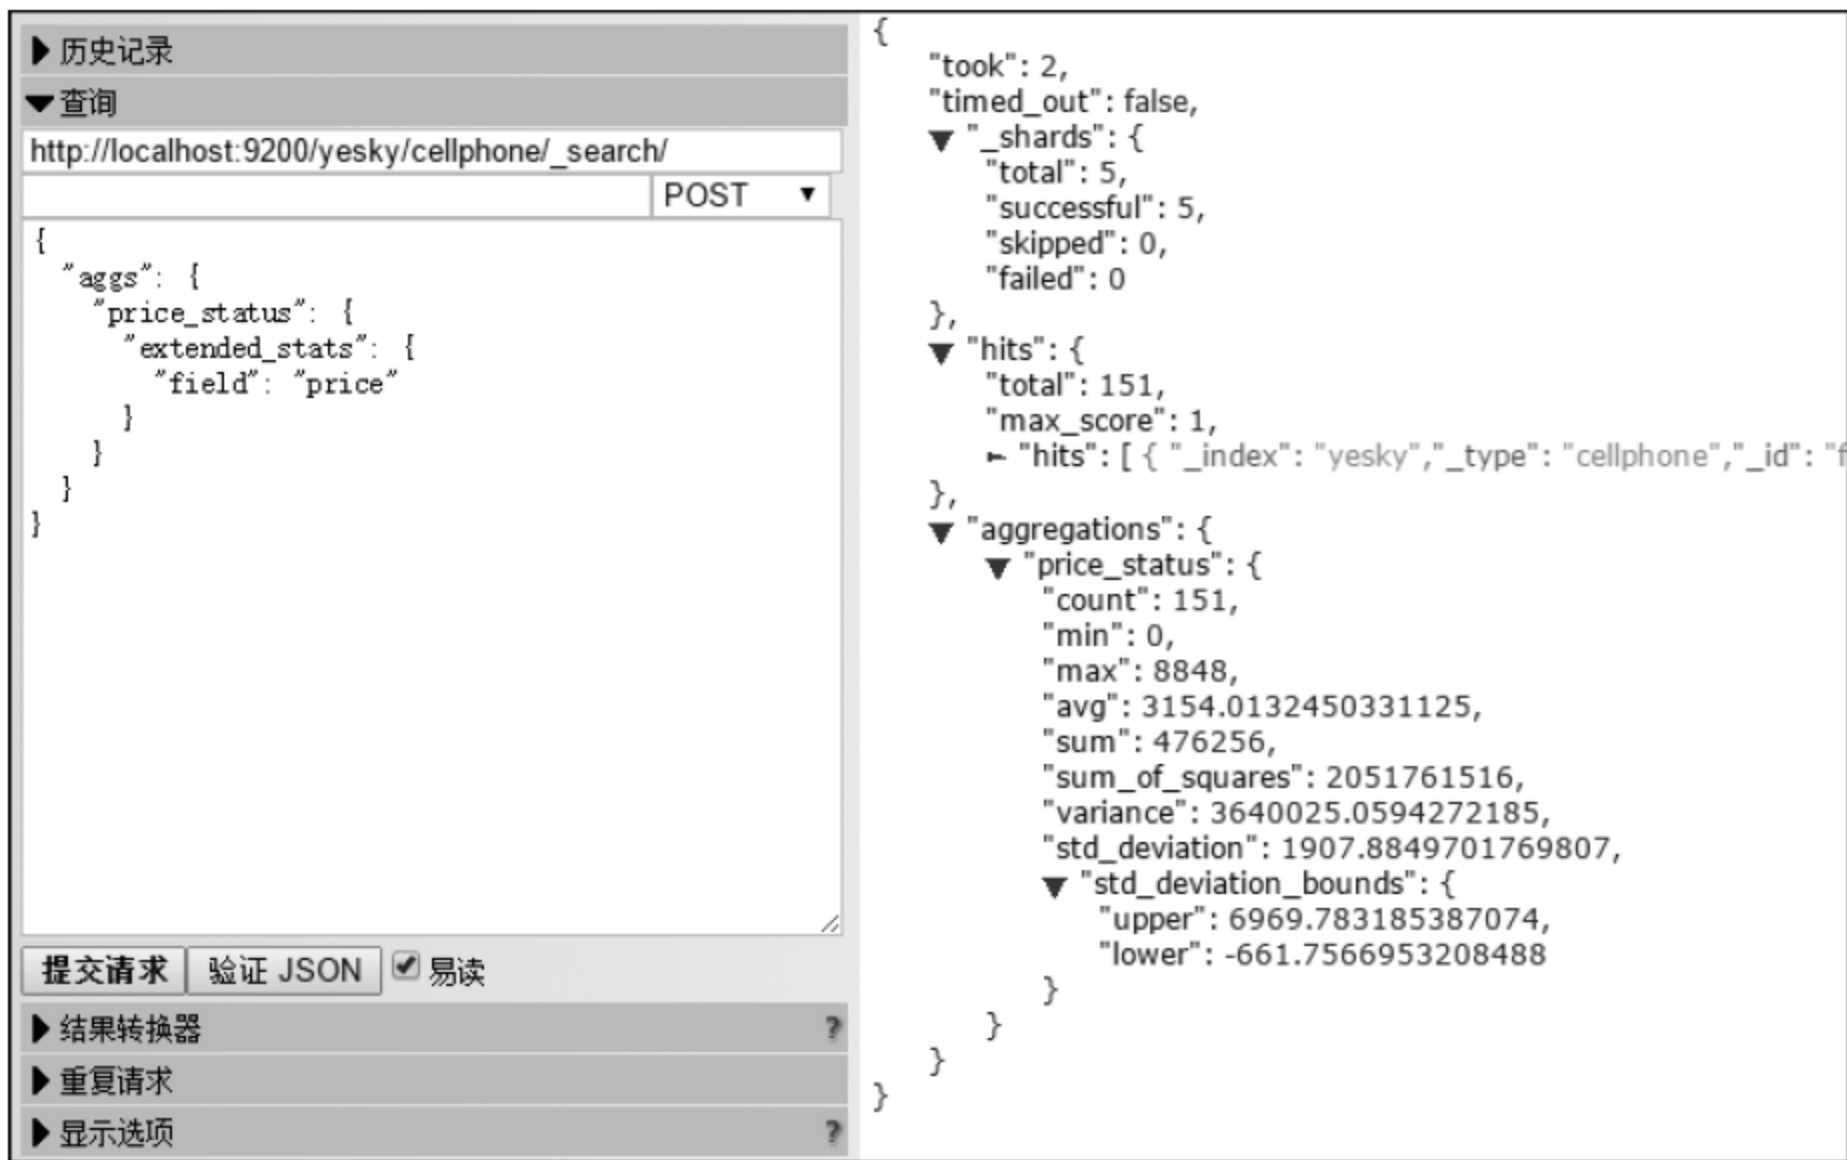 历史记录
查询
http://localhost:9200/yesky/cellphone/_search/
POST
{
"aggs": {
"price_status": {
"extended_stats": {
"field": "price"
}
}
}
}
提交请求 验证 JSON 易读
结果转换器 ?
重复请求
显示选项 ?
{
"took": 2,
"timed_out": false,
"_shards": {
"total": 5,
"successful": 5,
"skipped": 0,
"failed": 0
},
"hits": {
"total": 151,
"max_score": 1,
"hits": [ { "_index": "yesky","_type": "cellphone","_id": "f
},
"aggregations": {
"price_status": {
"count": 151,
"min": 0,
"max": 8848,
"avg": 3154.0132450331125,
"sum": 476256,
"sum_of_squares": 2051761516,
"variance": 3640025.0594272185,
"std_deviation": 1907.8849701769807,
"std_deviation_bounds": {
"upper": 6969.783185387074,
"lower": -661.7566953208488
}
}
}
}